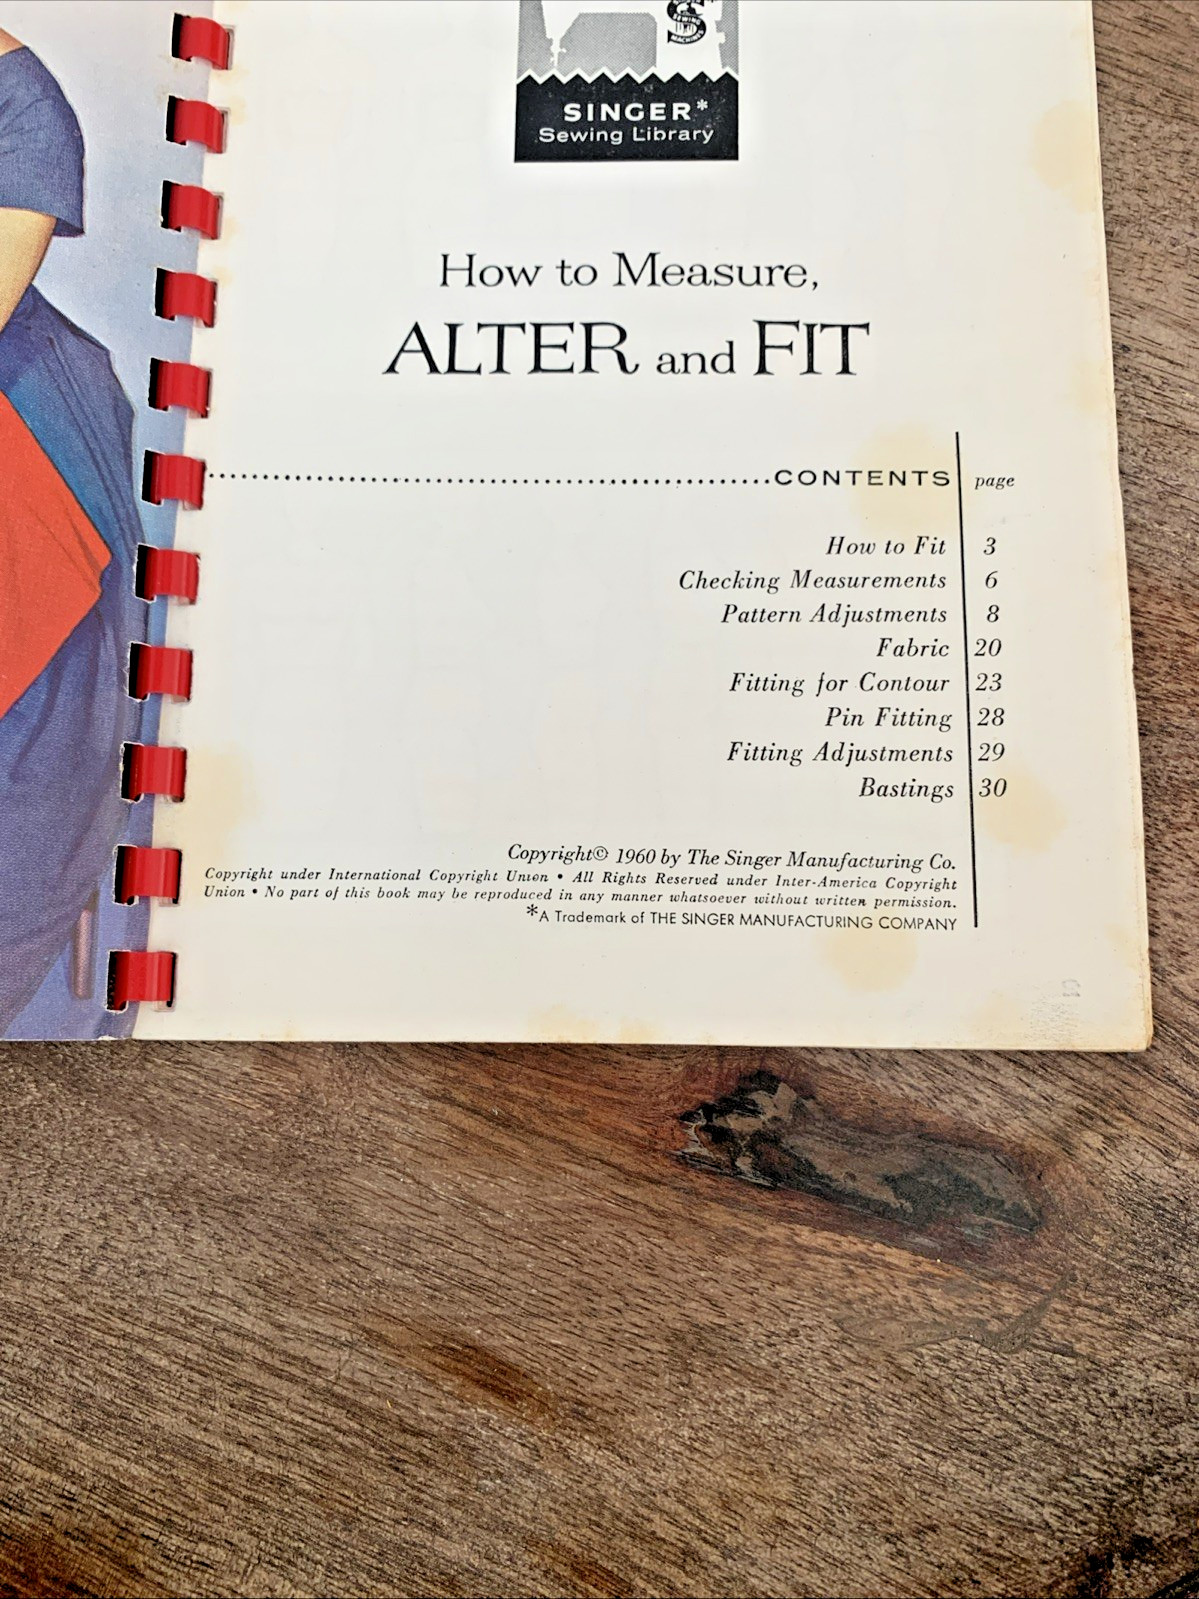 SEWING
S
MACHINES
SINGER*
Sewing Library
How to Measure,
ALTER and FIT
CONTENTS page
How to Fit 3
Checking Measurements 6
Pattern Adjustments 8
Fabric 20
Fitting for Contour 23
Pin Fitting 28
Fitting Adjustments 29
Bastings 30
Copyright© 1960 by The Singer Manufacturing Co.
Copyright under International Copyright Union • All Rights Reserved under Inter-America Copyright
Union • No part of this book may be reproduced in any manner whatsoever without written permission.
*A Trademark of THE SINGER MANUFACTURING COMPANY